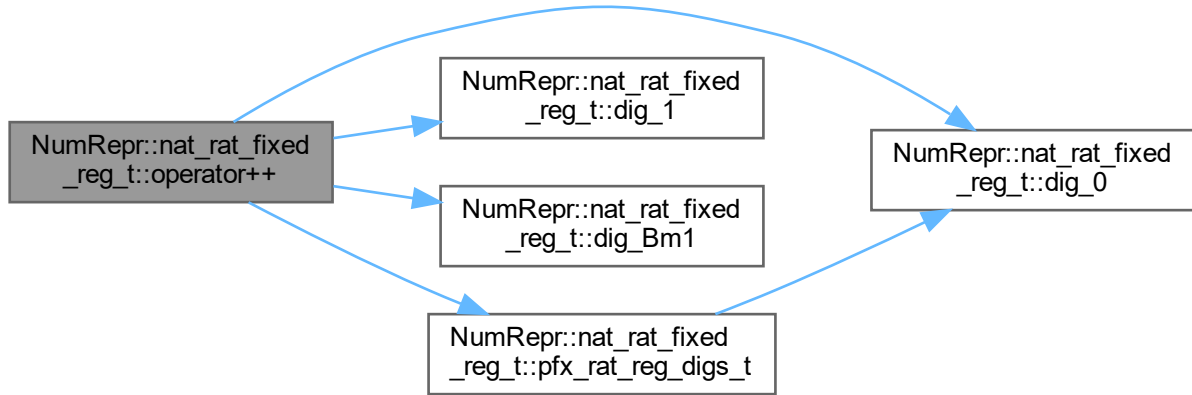 NumRepr::nat_rat_fixed
_reg_t::operator++
NumRepr::nat_rat_fixed
_reg_t::dig_1
NumRepr::nat_rat_fixed
_reg_t::dig_Bm1
NumRepr::nat_rat_fixed
_reg_t::pfx_rat_reg_digs_t
NumRepr::nat_rat_fixed
_reg_t::dig_0